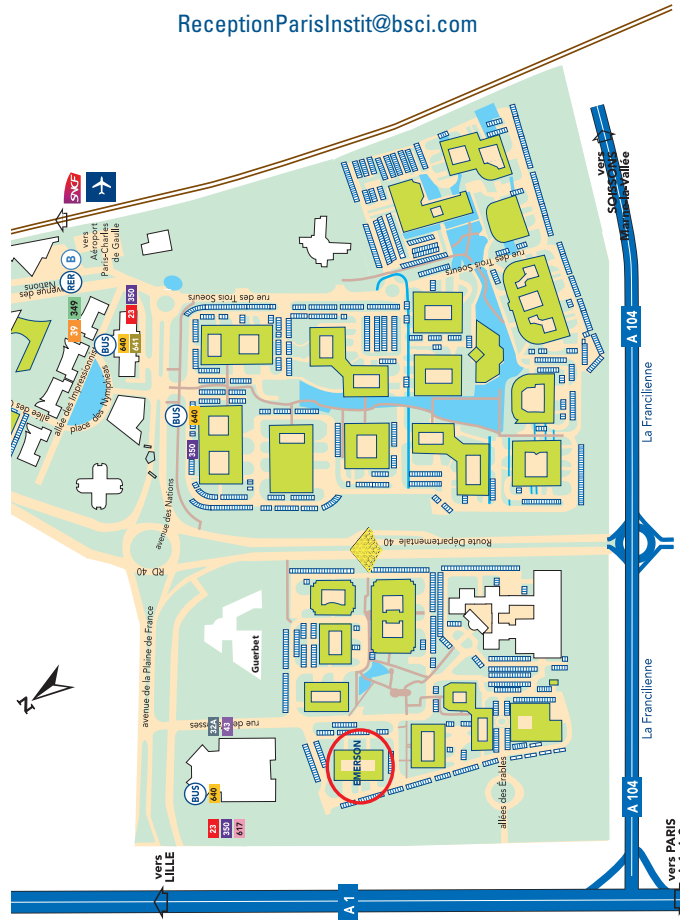 ReceptionParisInstit@bsci.com
SNCF
vers
Aéroport
Paris-Charles
de Gaulle
B
RER
avenue des
Nations
349
39
350
23
BUS
640
641
allée des Impressionnis
place des Nymphéas
allée des
rue des Trois Soeurs
rue des Trois Soeurs
vers
SOISSONS
Marne-la-Vallée
A 104
La Francilienne
BUS
640
350
avenue des Nations
RD 40
Route Départementale 40
avenue de la Plaine de France
Guerbet
N
32A
43
BUS
640
23
350
617
EMERSON
allées des Érables
La Francilienne
A 104
vers
LILLE
A 1
vers PARIS